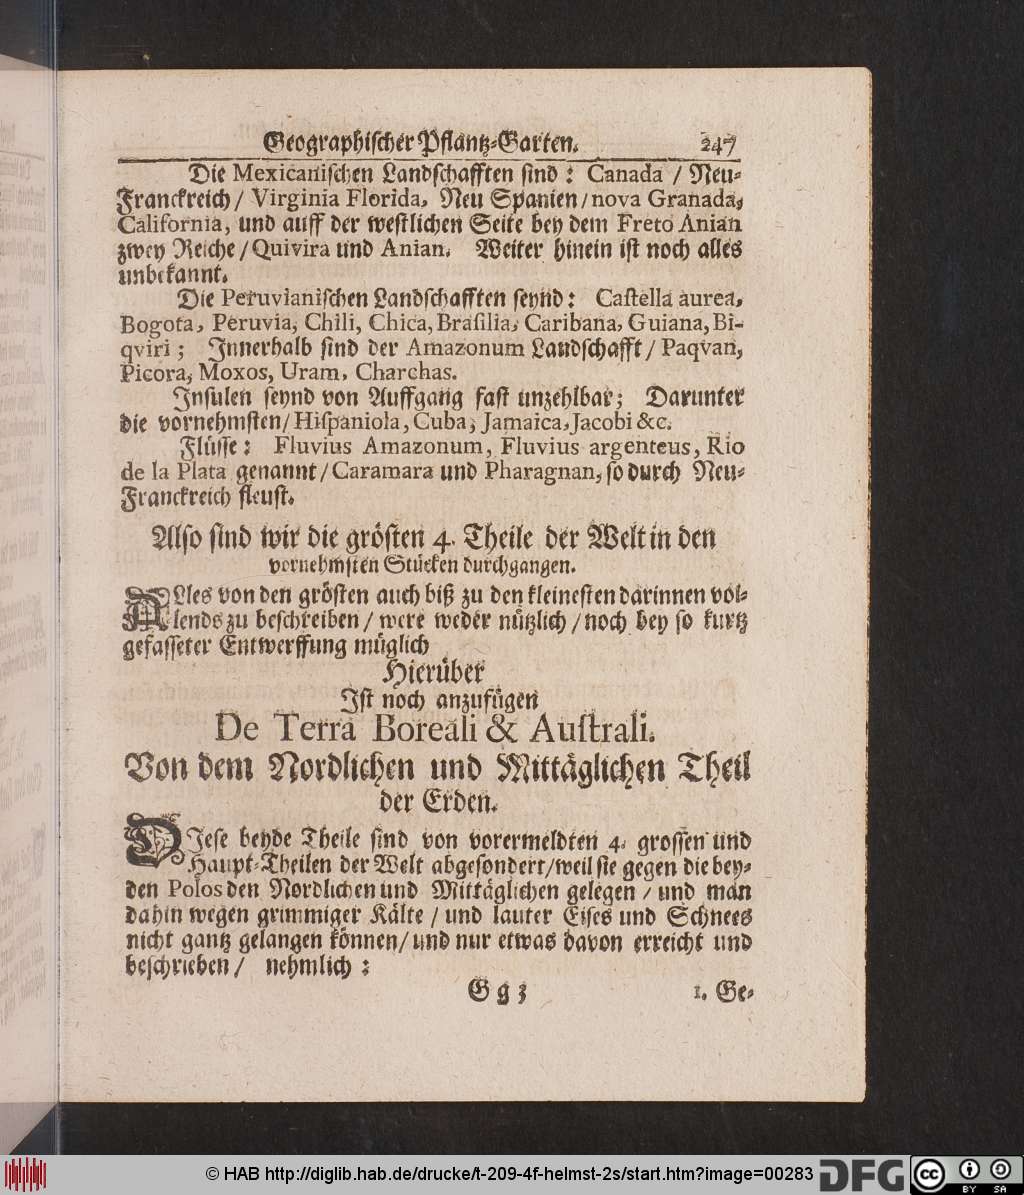 Geographischer Pflantz-Garten. 247
Die Mexicanischen Landschafften sind: Canada / Neu-
Franckreich / Virginia Florida, Neu Spanien / nova Granada,
California, und auff der westlichen Seite bey dem Freto Anian
zwey Reiche / Quivira und Anian. Weiter hinein ist noch alles
unbekannt.
Die Peruvianischen Landschafften seynd: Castella aurea,
Bogota, Peruvia, Chili, Chica, Brasilia, Caribana, Guiana, Bi-
qviri; Innerhalb sind der Amazonum Landschafft / Paqvan,
Picora, Moxos, Uram, Charchas.
Insulen seynd von Auffgang fast unzehlbar; Darunter
die vornehmsten / Hispaniola, Cuba, Jamaica, Jacobi &c.
Flüsse: Fluvius Amazonum, Fluvius argenteus, Rio
de la Plata genannt / Caramara und Pharagnan, so durch Neu-
Franckreich fleust.
Also sind wir die grösten 4. Theile der Welt in den
vornehmsten Stücken durchgangen.
ALles von den grösten auch biß zu den kleinesten darinnen vol-
lends zu beschreiben / were weder nützlich / noch bey so kurtz
gefasseter Entwerffung müglich
Hierüber
Ist noch anzufügen
De Terra Boreali & Australi.
Von dem Nordlichen und Mittäglichen Theil
der Erden.
DIese beyde Theile sind von vorermeldten 4. grossen und
Haupt-Theilen der Welt abgesondert / weil sie gegen die bey-
den Polos den Nordlichen und Mittäglichen gelegen / und man
dahin wegen grimmiger Kälte / und lauter Eises und Schnees
nicht gantz gelangen können / und nur etwas davon erreicht und
beschrieben / nehmlich:
G g 3 1. Ge-
© HAB http://diglib.hab.de/drucke/t-209-4f-helmst-2s/start.htm?image=00283 DFG cc BY SA